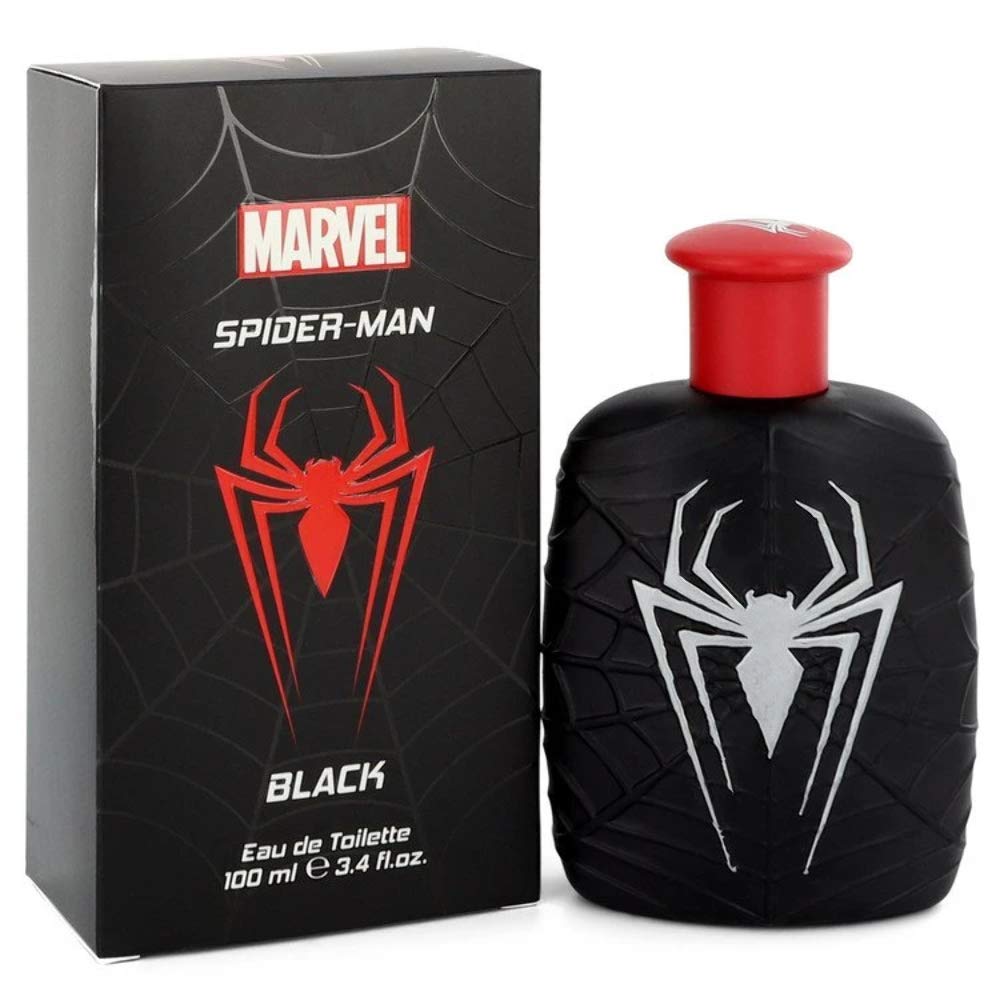 MARVEL
SPIDER-MAN
BLACK
Eau de Toilette
100 ml ℮ 3.4 fl.oz.